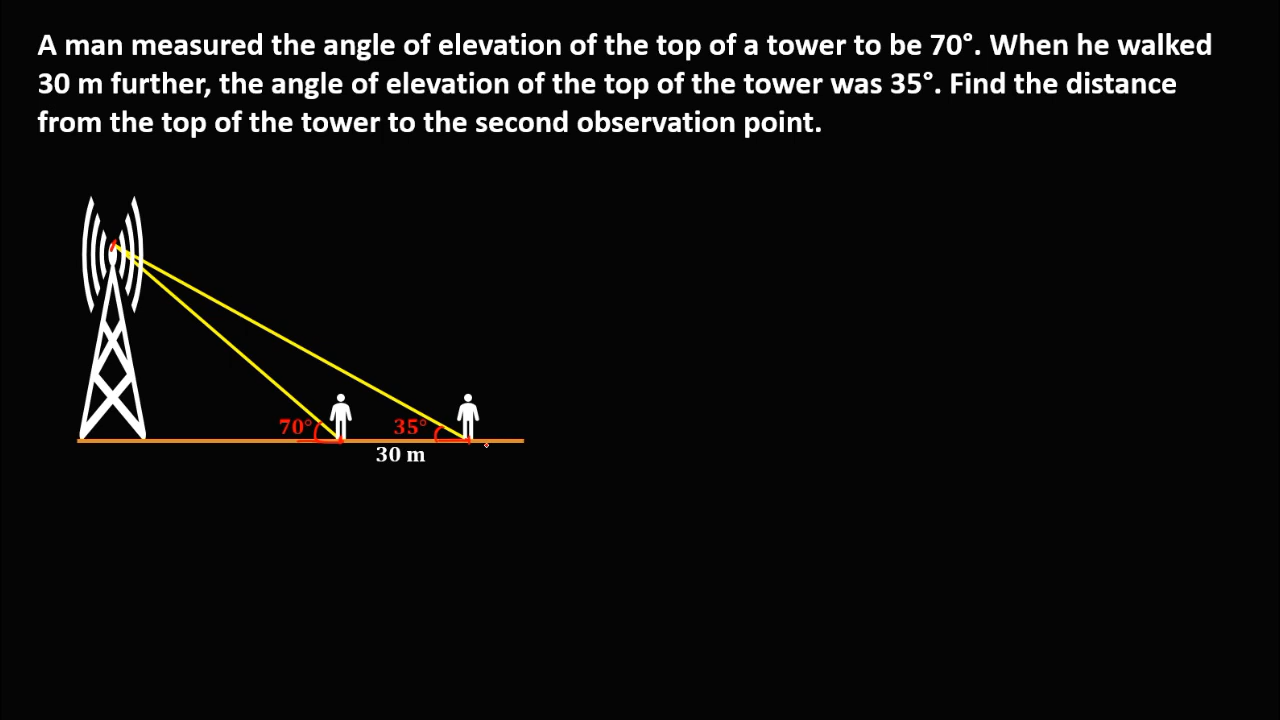 A man measured the angle of elevation of the top of a tower to be 70°. When he walked
30 m further, the angle of elevation of the top of the tower was 35°. Find the distance
from the top of the tower to the second observation point.
70° 35°
30 m